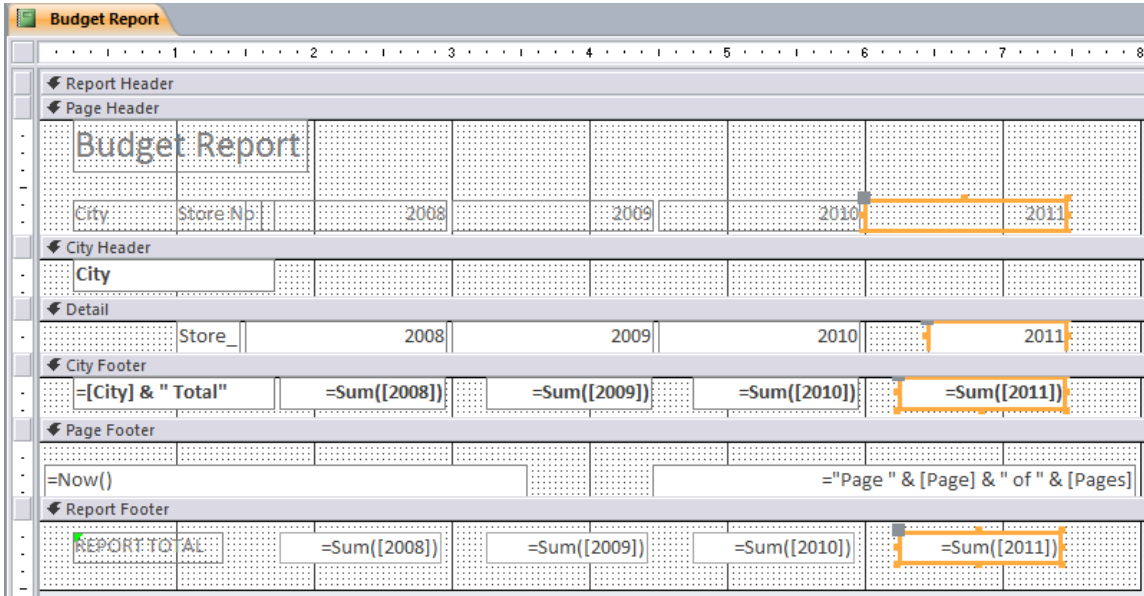 Budget Report
1 2 3 4 5 6 7 8
Report Header
Page Header
Budget Report
City Store No 2008 2009 2010 2011
City Header
City
Detail
Store_ 2008 2009 2010 2011
City Footer
=[City] & " Total" =Sum([2008]) =Sum([2009]) =Sum([2010]) =Sum([2011])
Page Footer
=Now() ="Page " & [Page] & " of " & [Pages]
Report Footer
REPORT TOTAL =Sum([2008]) =Sum([2009]) =Sum([2010]) =Sum([2011])